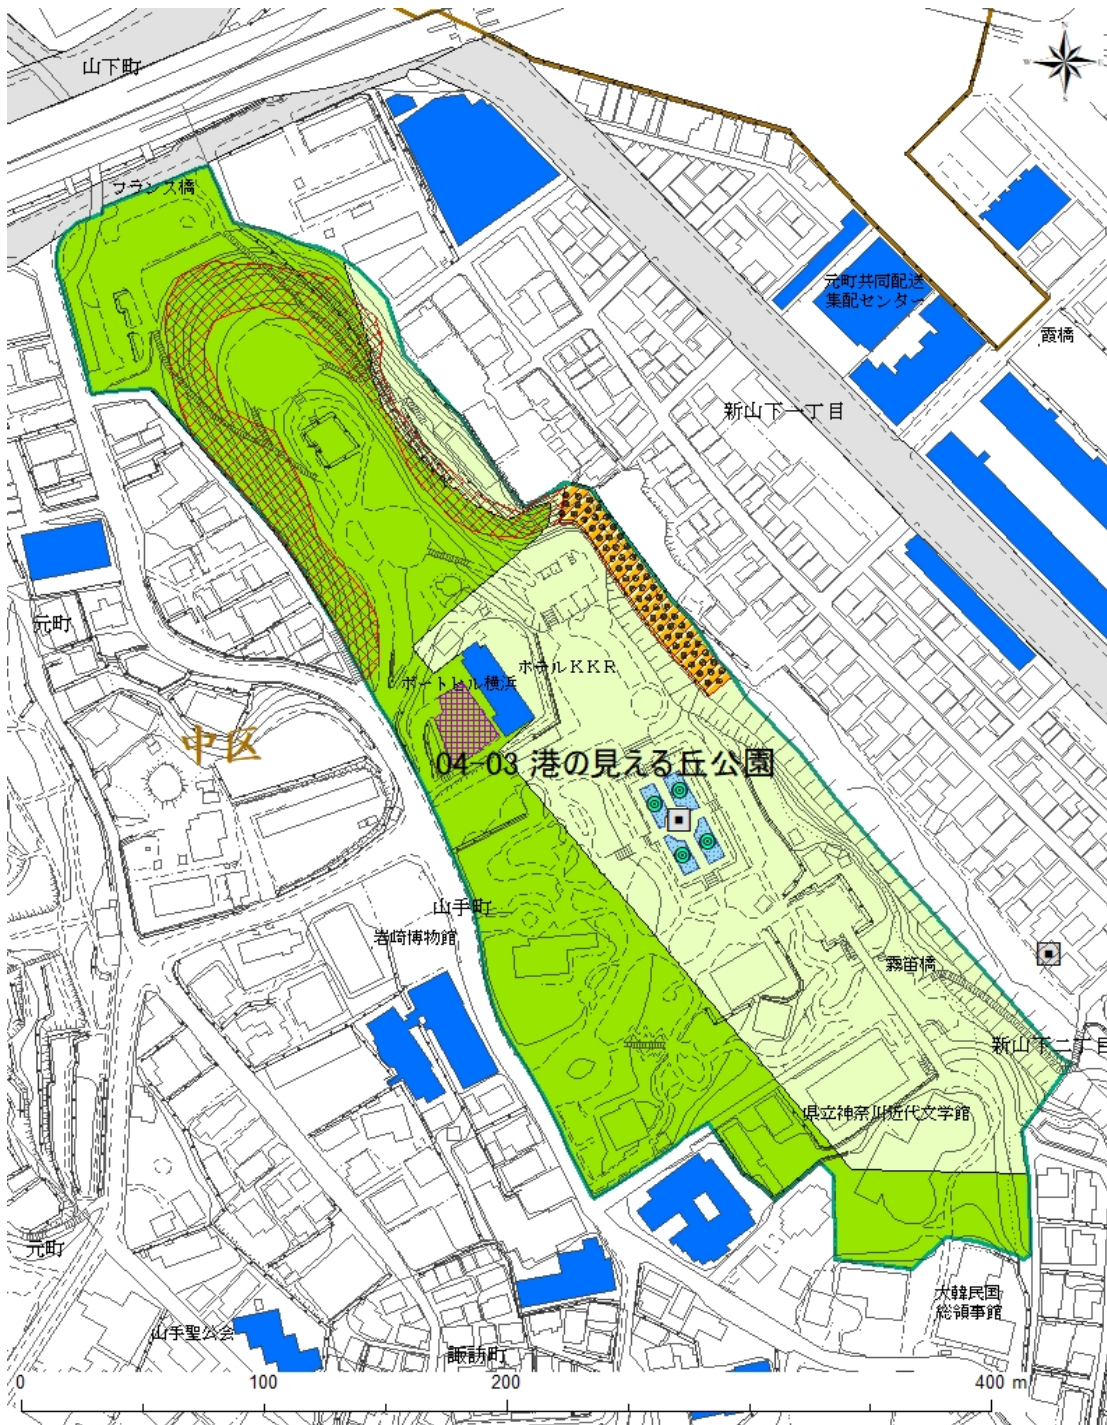 山下町
フランス橋
元町共同配送
集配センター
霞橋
新山下一丁目
元町
ホテルKKR
ポートヒル横浜
中区
04-03 港の見える丘公園
山手町
岩崎博物館
霧笛橋
新山下二丁目
県立神奈川近代文学館
元町
大韓民国
総領事館
山手聖公会
諏訪町
0 100 200 400 m